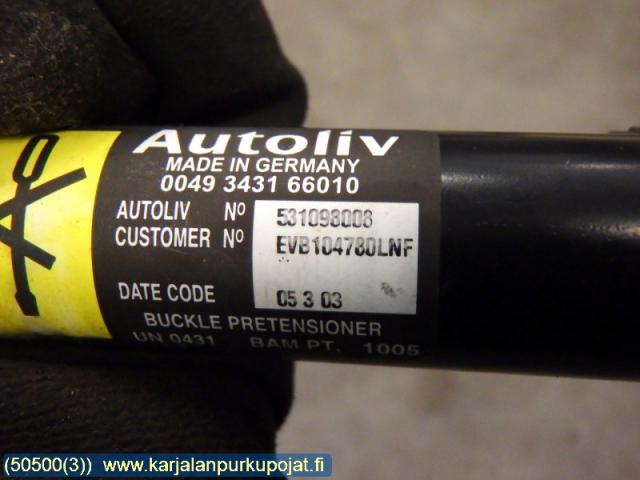 Autoliv
MADE IN GERMANY
0049 3431 66010
AUTOLIV Nº 531098008
CUSTOMER Nº EVB104780LNF
DATE CODE 05 3 03
BUCKLE PRETENSIONER
UN 0431 BAM PT. 1005
(50500(3)) www.karjalanpurkupojat.fi